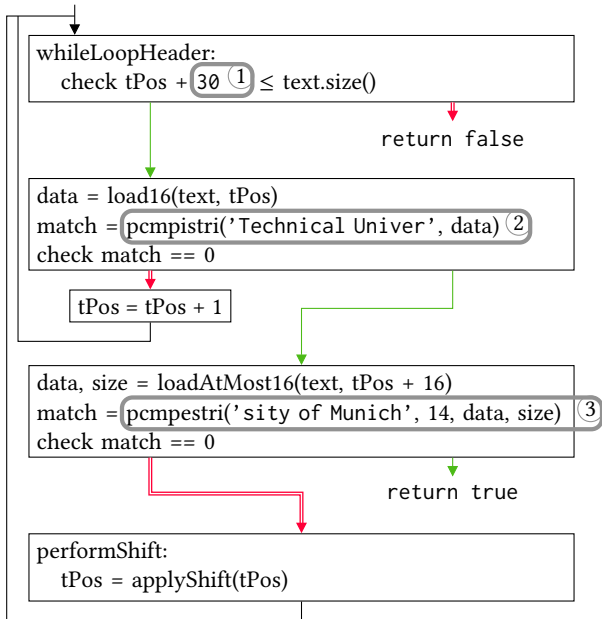 whileLoopHeader:
check tPos + 30 1 ≤ text.size()
return false
data = load16(text, tPos)
match = pcmpistri('Technical Univer', data) 2
check match == 0
tPos = tPos + 1
data, size = loadAtMost16(text, tPos + 16)
match = pcmpestri('sity of Munich', 14, data, size) 3
check match == 0
return true
performShift:
tPos = applyShift(tPos)